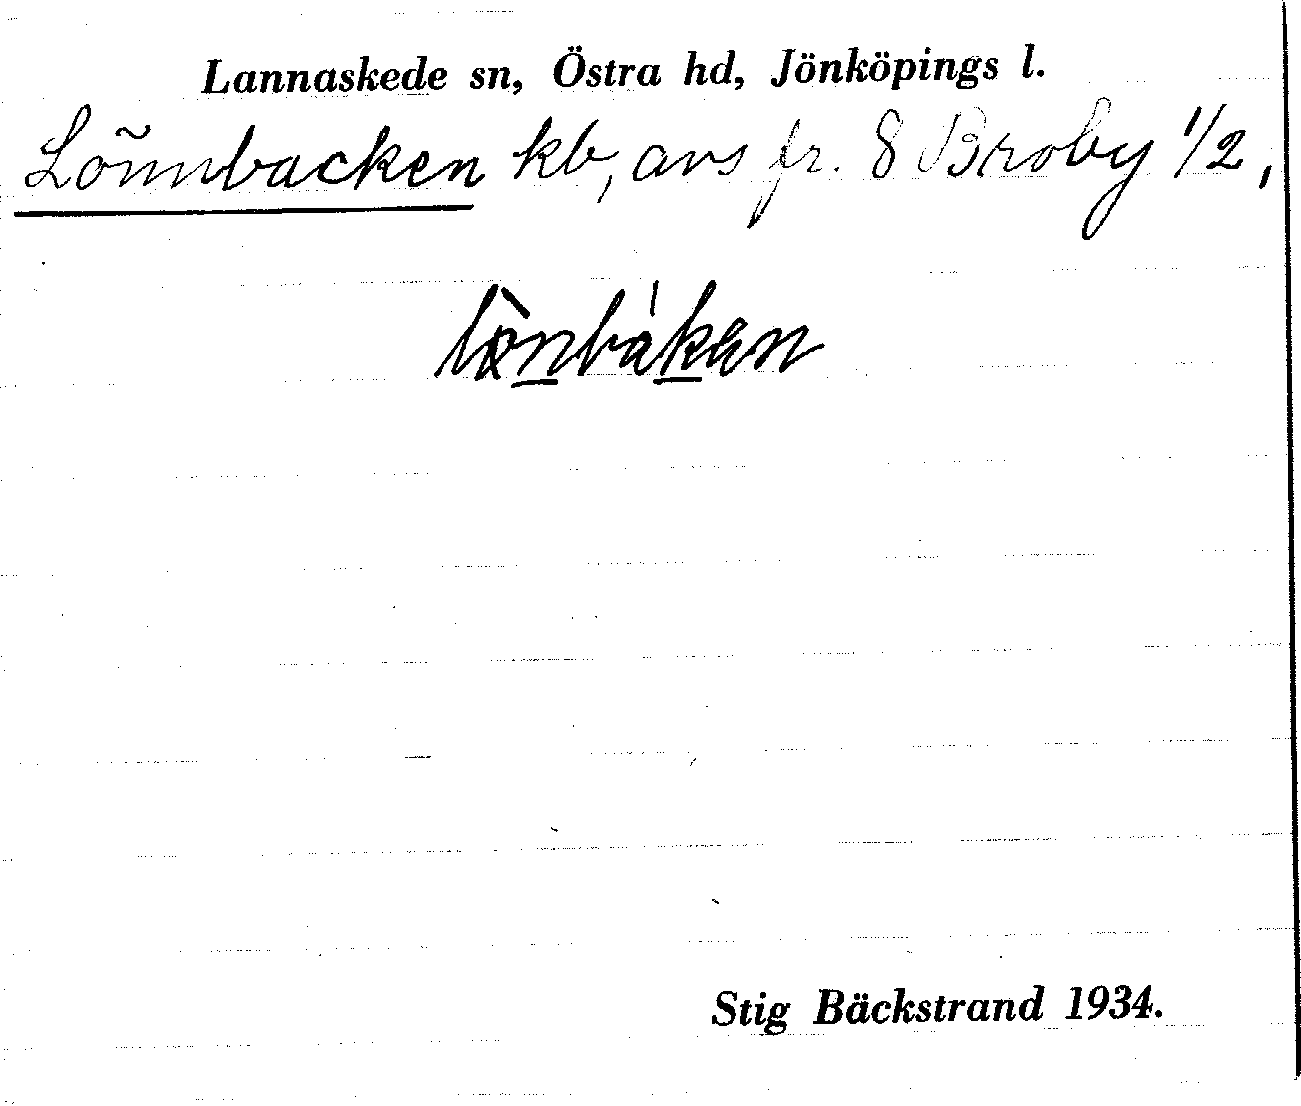 Lannaskede sn, Östra hd, Jönköpings l.
Lönnbacken kb, avs fr. 8 Broby 1/2,
Stig Bäckstrand 1934.